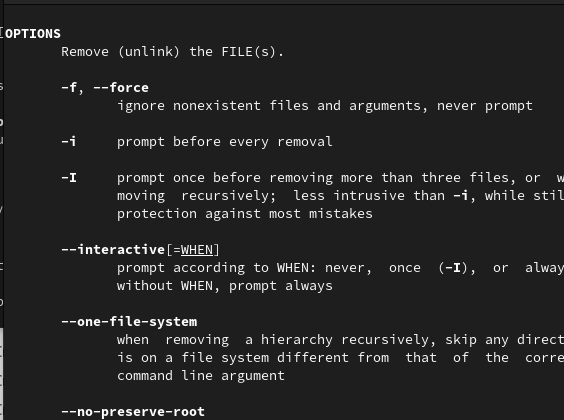 OPTIONS
Remove (unlink) the FILE(s).
-f, --force
ignore nonexistent files and arguments, never prompt
-i prompt before every removal
-I prompt once before removing more than three files, or w
moving recursively; less intrusive than -i, while stil
protection against most mistakes
--interactive[=WHEN]
prompt according to WHEN: never, once (-I), or alway
without WHEN, prompt always
--one-file-system
when removing a hierarchy recursively, skip any direct
is on a file system different from that of the corre
command line argument
--no-preserve-root